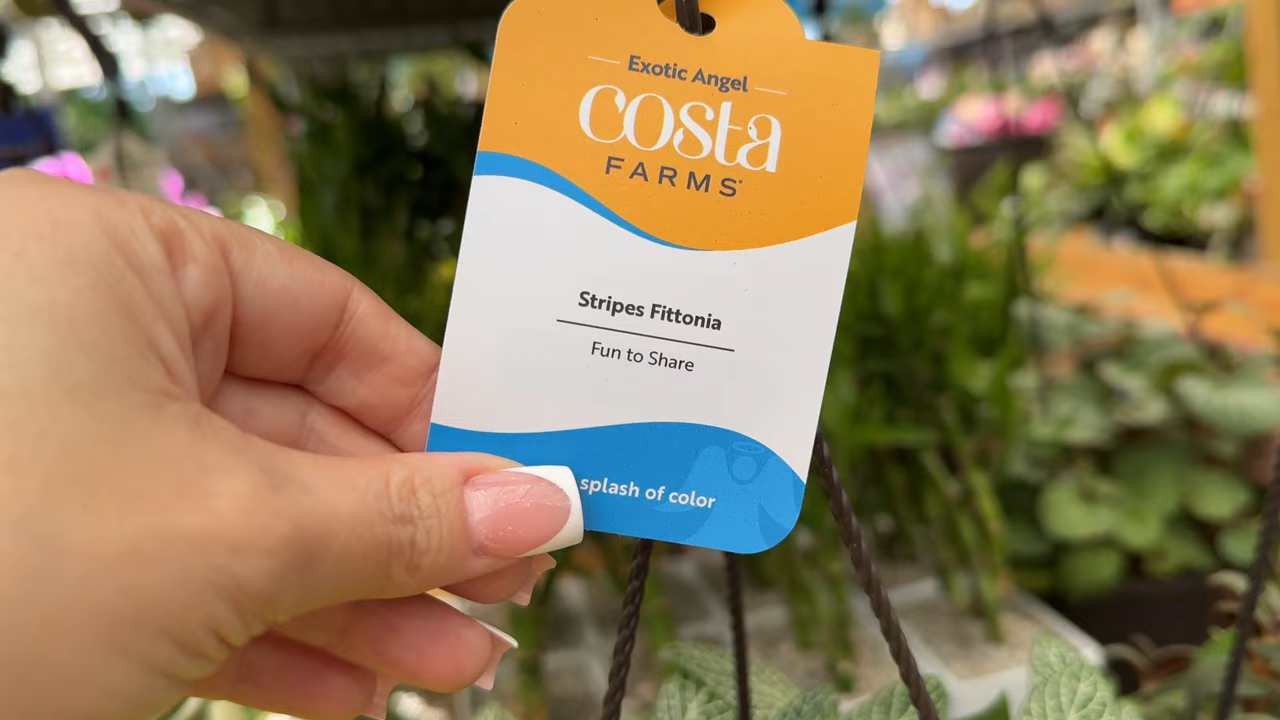 Exotic Angel
costa
FARMS®
Stripes Fittonia
Fun to Share
splash of color